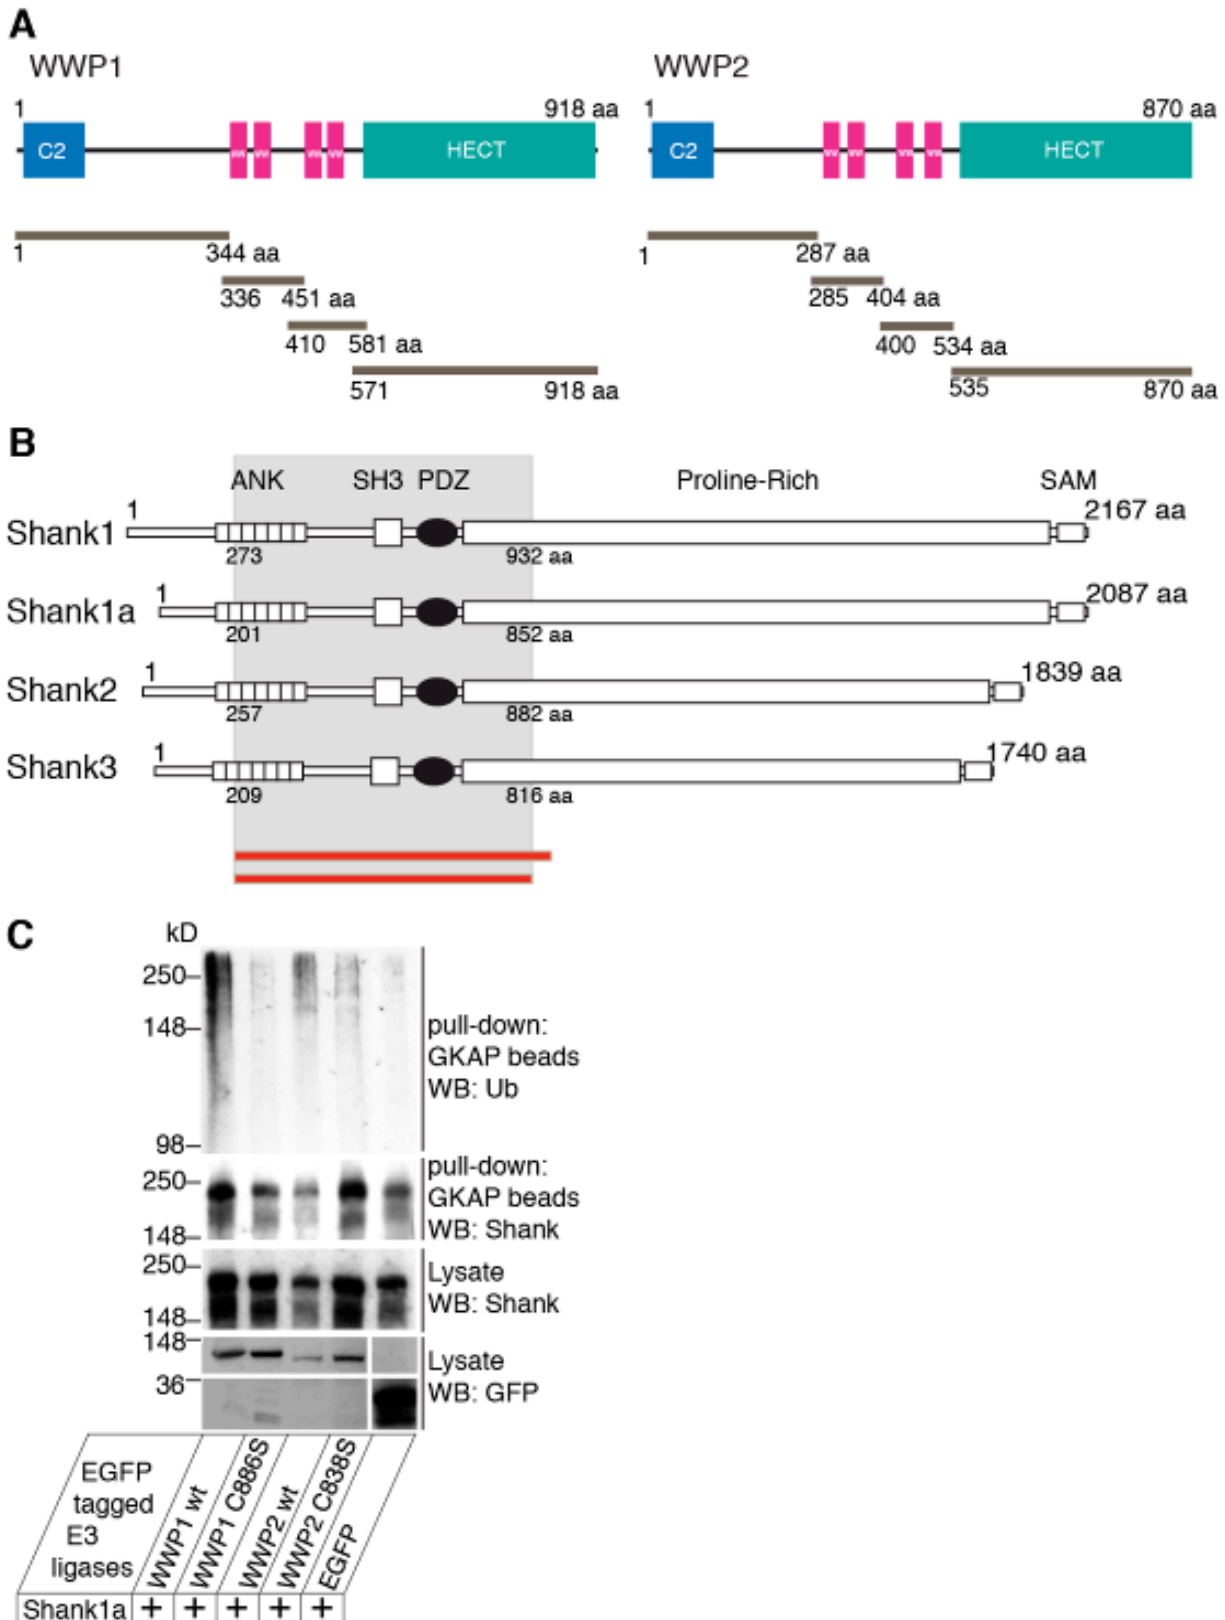 A
WWP1 WWP2
1 918 aa 1 870 aa
C2 HECT C2 HECT
1 344 aa 1 287 aa
336 451 aa 285 404 aa
410 581 aa 400 534 aa
571 918 aa 535 870 aa
B
ANK SH3 PDZ Proline-Rich SAM
1 2167 aa
Shank1
273 932 aa
1 2087 aa
Shank1a
201 852 aa
1 1839 aa
Shank2
257 882 aa
1 1740 aa
Shank3
209 816 aa
C
kD
250
148
98
pull-down:
GKAP beads
WB: Ub
250
148
pull-down:
GKAP beads
WB: Shank
250
148
Lysate
WB: Shank
148
36
Lysate
WB: GFP
EGFP
tagged
E3
ligases
WWP1 wt
WWP1 C886S
WWP2 wt
WWP2 C838S
EGFP
Shank1a + + + + +